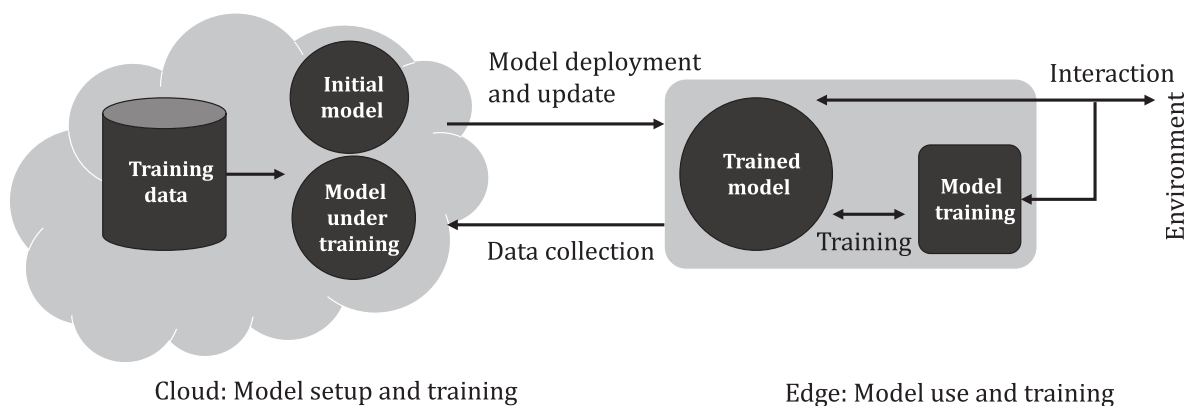 Initial
model
Training
data
Model
under
training
Model deployment
and update
Data collection
Trained
model
Training
Model
training
Interaction
Environment
Cloud: Model setup and training
Edge: Model use and training